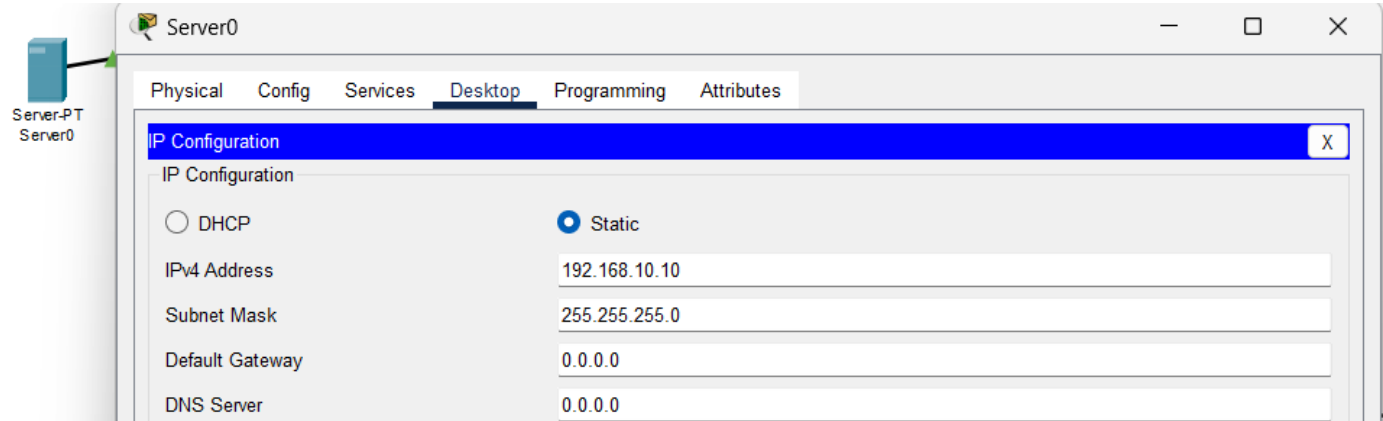 Server0
Physical Config Services Desktop Programming Attributes
Server-PT
Server0
IP Configuration X
IP Configuration
DHCP Static
IPv4 Address 192.168.10.10
Subnet Mask 255.255.255.0
Default Gateway 0.0.0.0
DNS Server 0.0.0.0